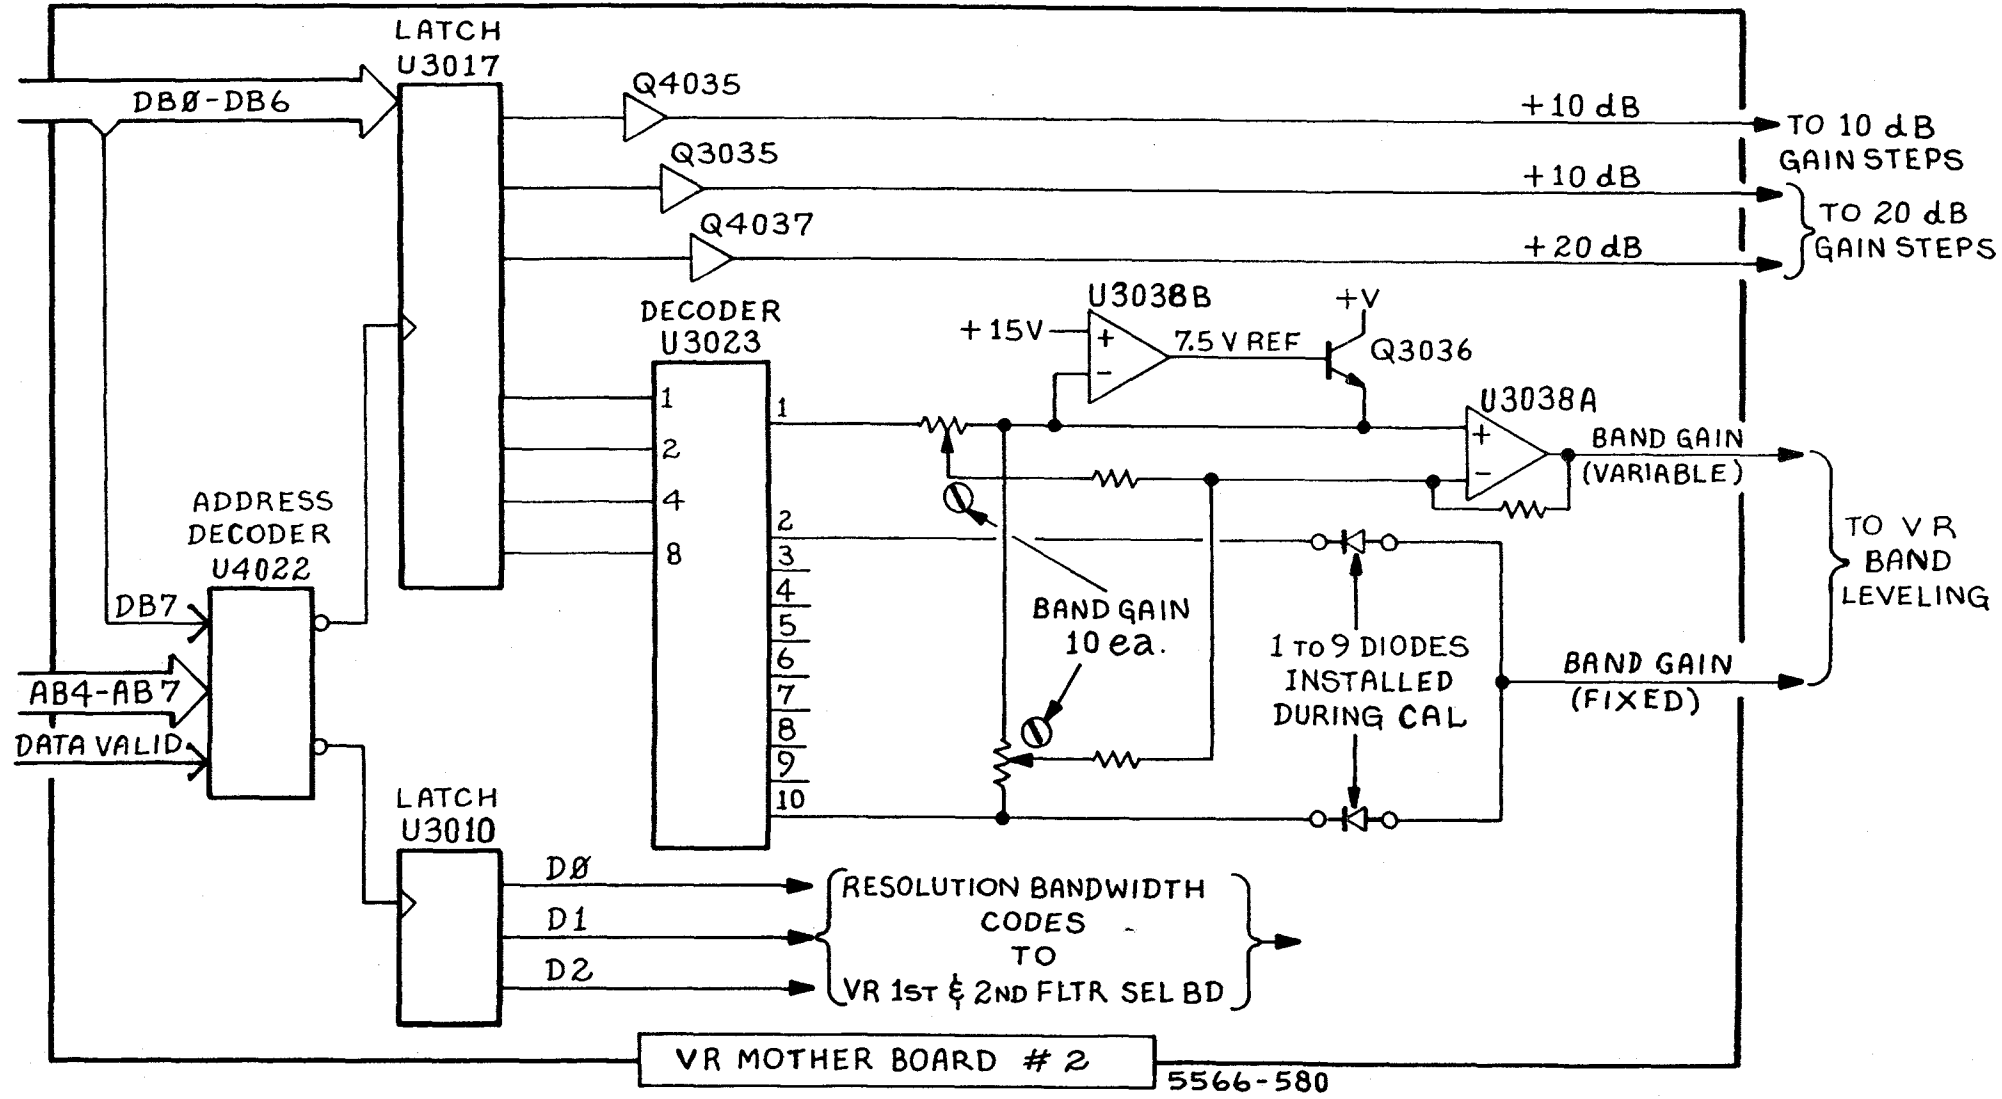 LATCH
U3017
DBØ-DB6
Q4035
+10 dB
TO 10 dB
GAIN STEPS
Q3035
+10 dB
Q4037
+20 dB
TO 20 dB
GAIN STEPS
DECODER
U3023
1
2
4
8
1
2
3
4
5
6
7
8
9
10
U3038B
+15V
+
-
7.5 V REF
+V
Q3036
U3038A
+
-
BAND GAIN
(VARIABLE)
TO VR
BAND
LEVELING
ADDRESS
DECODER
U4022
DB7
AB4-AB7
DATA VALID
BAND GAIN
10 ea.
1 TO 9 DIODES
INSTALLED
DURING CAL
BAND GAIN
(FIXED)
LATCH
U3010
DØ
D1
D2
RESOLUTION BANDWIDTH
CODES
TO
VR 1ST & 2ND FLTR SEL BD
VR MOTHER BOARD # 2
5566-580